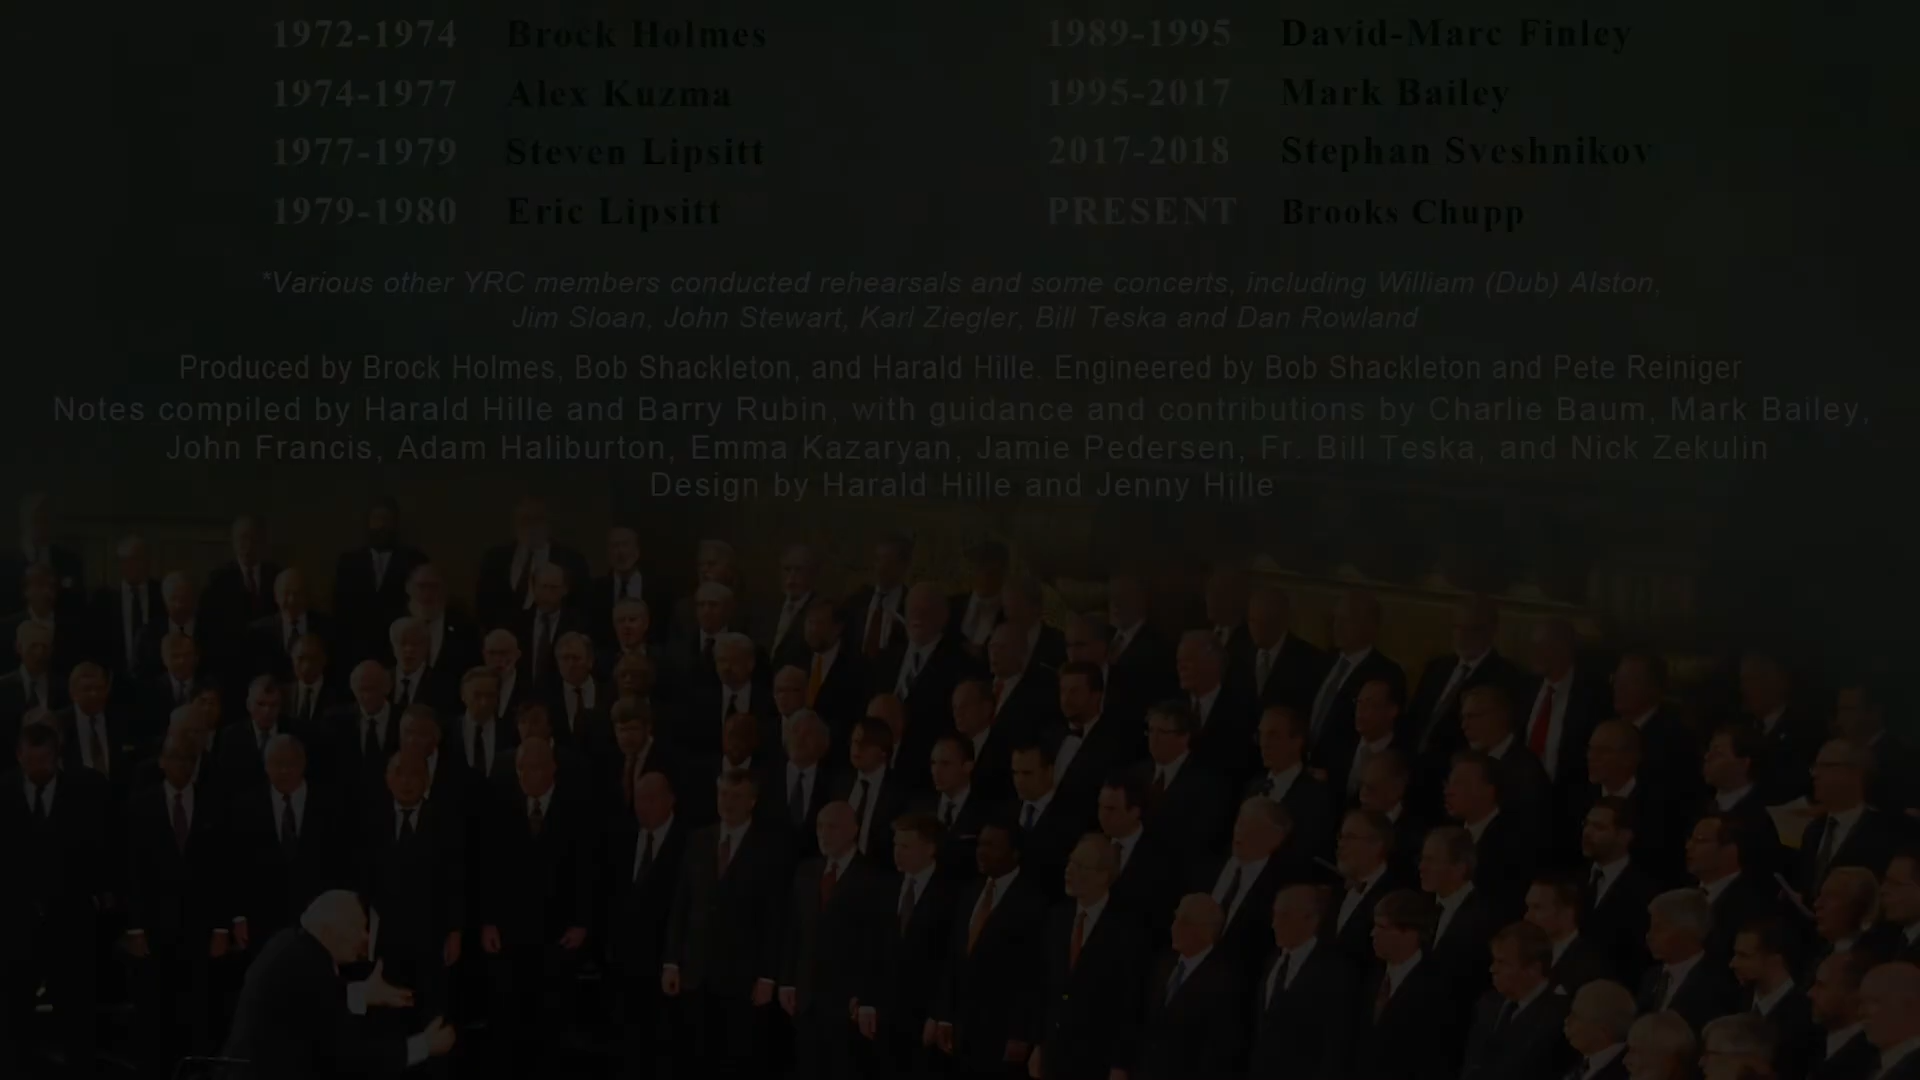 1972-1974 Brock Holmes 1989-1995 David-Marc Finley
1974-1977 Alex Kuzma 1995-2017 Mark Bailey
1977-1979 Steven Lipsitt 2017-2018 Stephan Sveshnikov
1979-1980 Eric Lipsitt PRESENT Brooks Chupp
*Various other YRC members conducted rehearsals and some concerts, including William (Dub) Alston,
Jim Sloan, John Stewart, Karl Ziegler, Bill Teska and Dan Rowland
Produced by Brock Holmes, Bob Shackleton, and Harald Hille. Engineered by Bob Shackleton and Pete Reiniger
Notes compiled by Harald Hille and Barry Rubin, with guidance and contributions by Charlie Baum, Mark Bailey,
John Francis, Adam Haliburton, Emma Kazaryan, Jamie Pedersen, Fr. Bill Teska, and Nick Zekulin
Design by Harald Hille and Jenny Hille